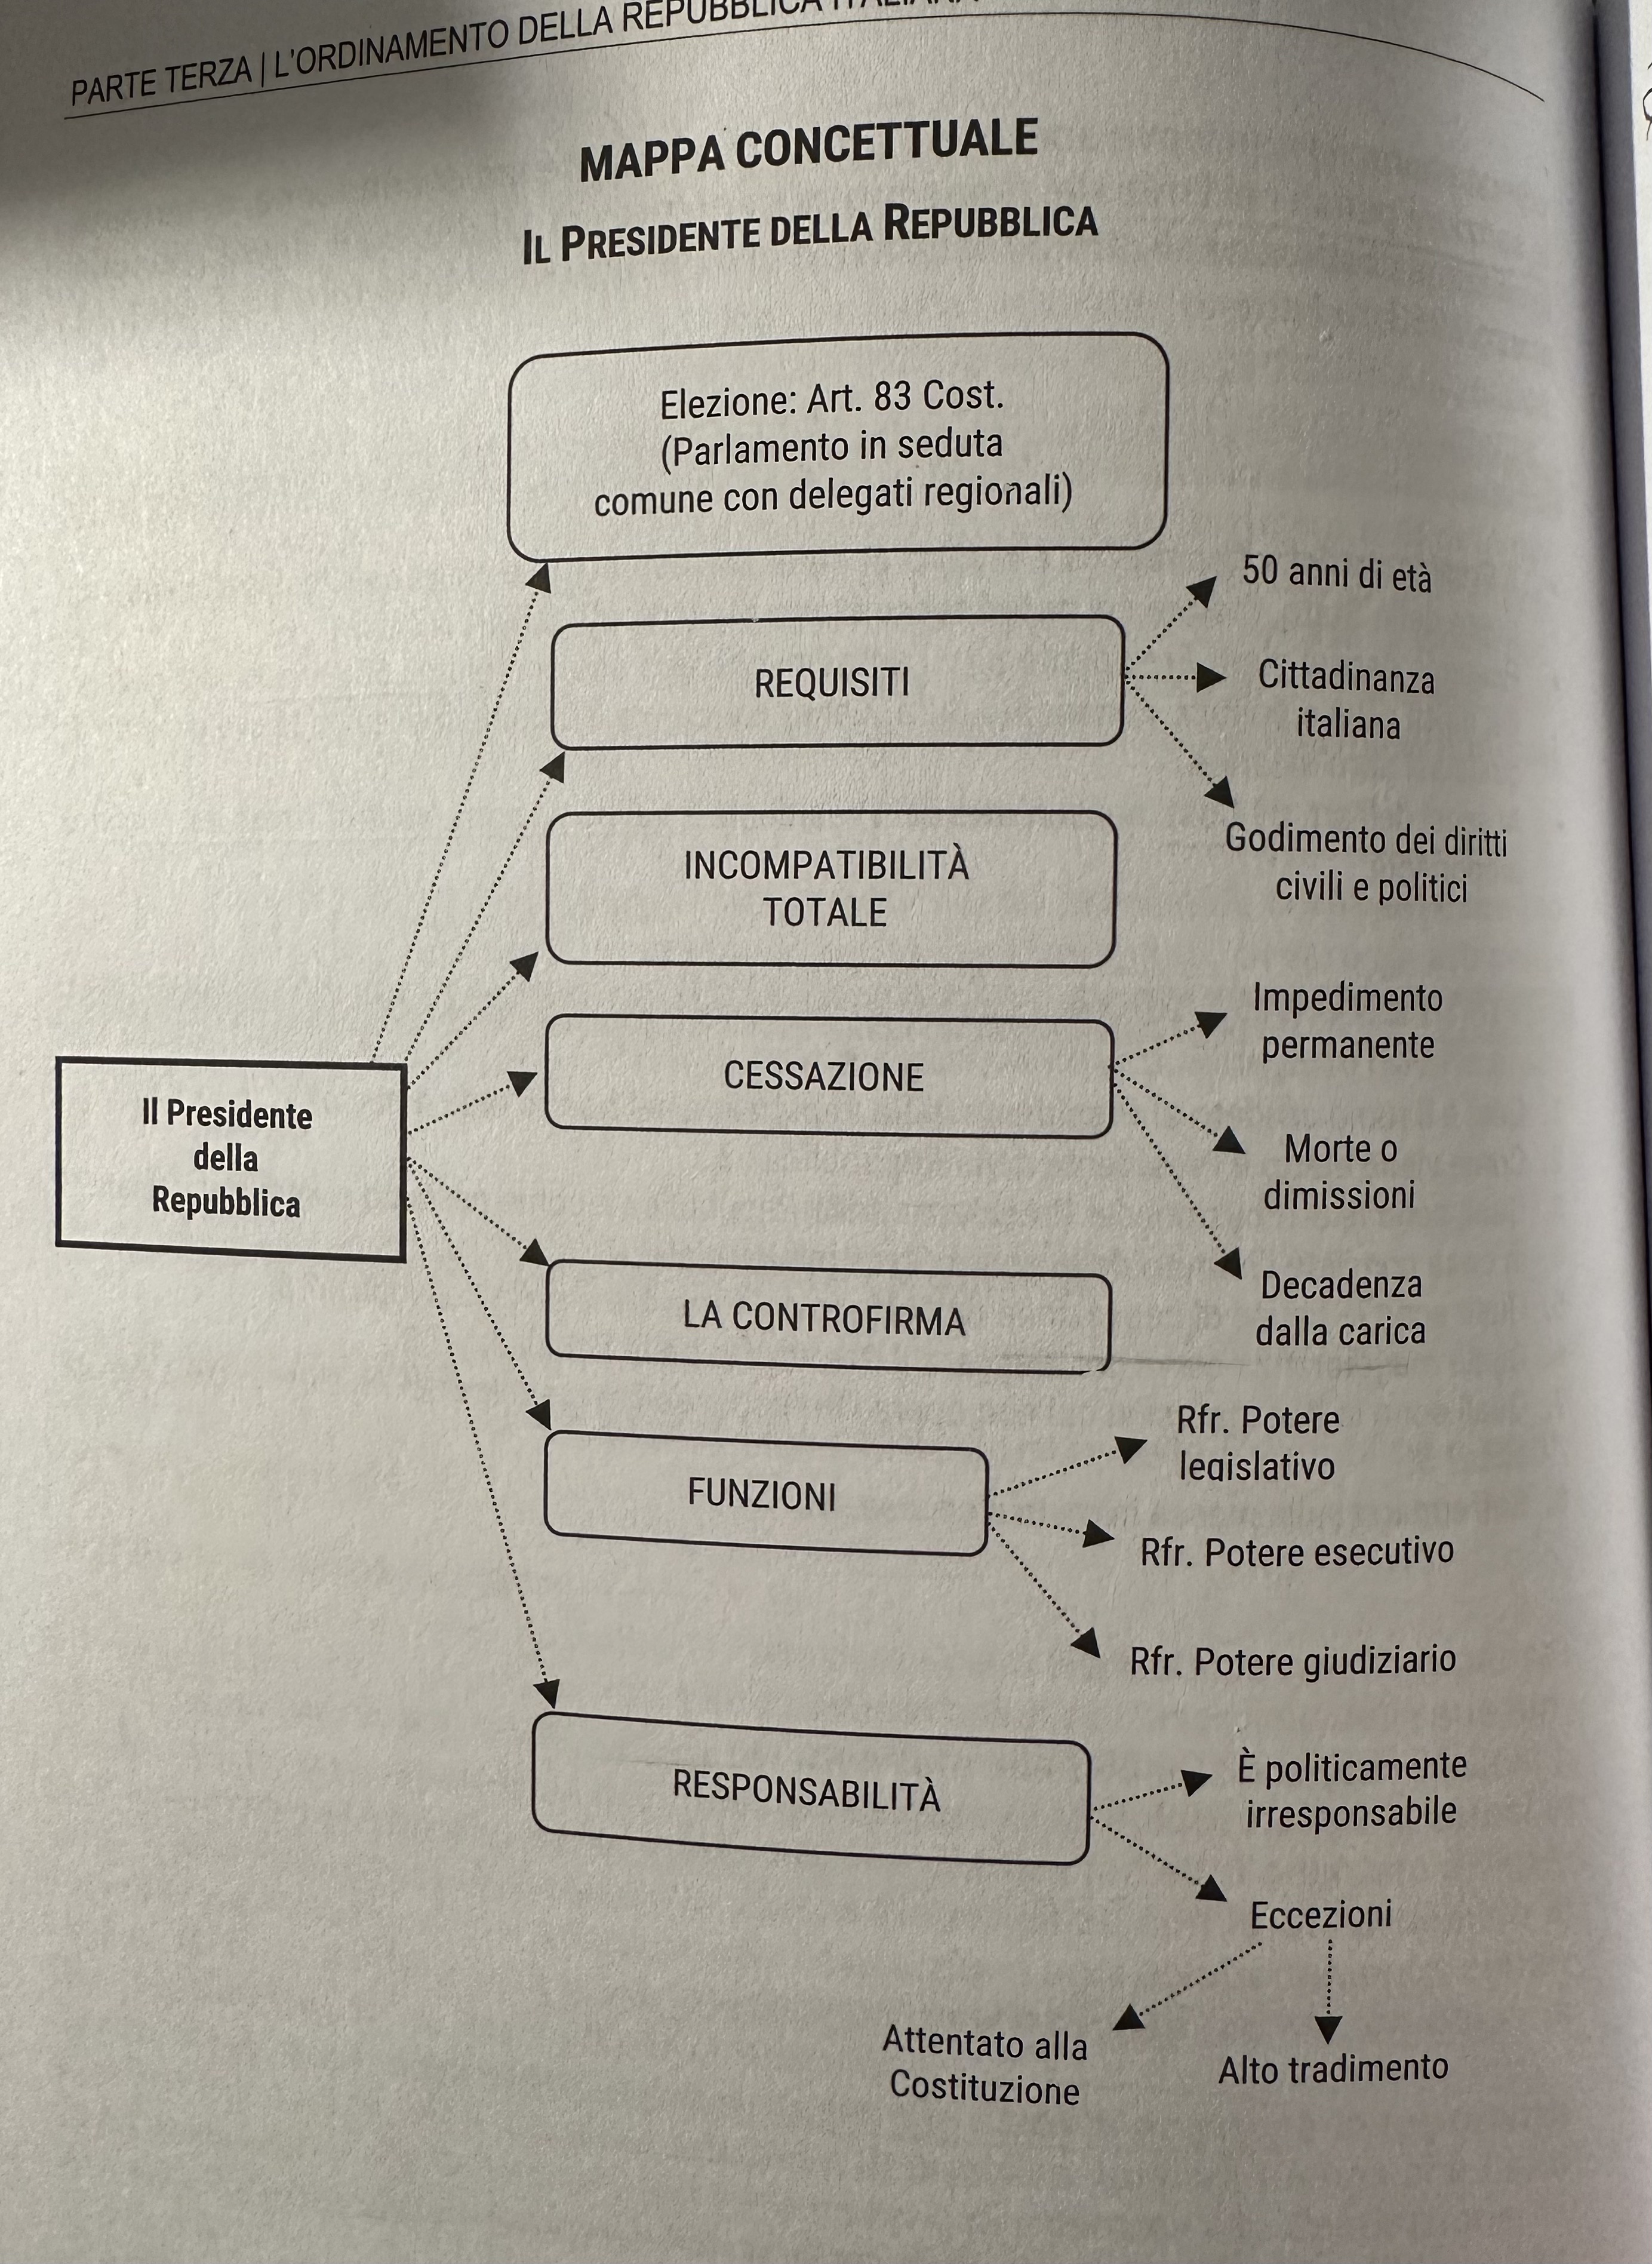 PARTE TERZA | L'ORDINAMENTO DELLA REPUBBLICA ITALIANA
MAPPA CONCETTUALE
IL PRESIDENTE DELLA REPUBBLICA
Elezione: Art. 83 Cost.
(Parlamento in seduta
comune con delegati regionali)
REQUISITI
50 anni di età
Cittadinanza
italiana
Godimento dei diritti
civili e politici
INCOMPATIBILITÀ
TOTALE
Il Presidente
della
Repubblica
CESSAZIONE
Impedimento
permanente
Morte o
dimissioni
Decadenza
dalla carica
LA CONTROFIRMA
FUNZIONI
Rfr. Potere
legislativo
Rfr. Potere esecutivo
Rfr. Potere giudiziario
RESPONSABILITÀ
È politicamente
irresponsabile
Eccezioni
Attentato alla
Costituzione
Alto tradimento